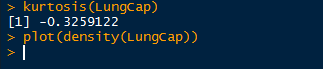 > kurtosis(LungCap)
[1] -0.3259122
> plot(density(LungCap))
>